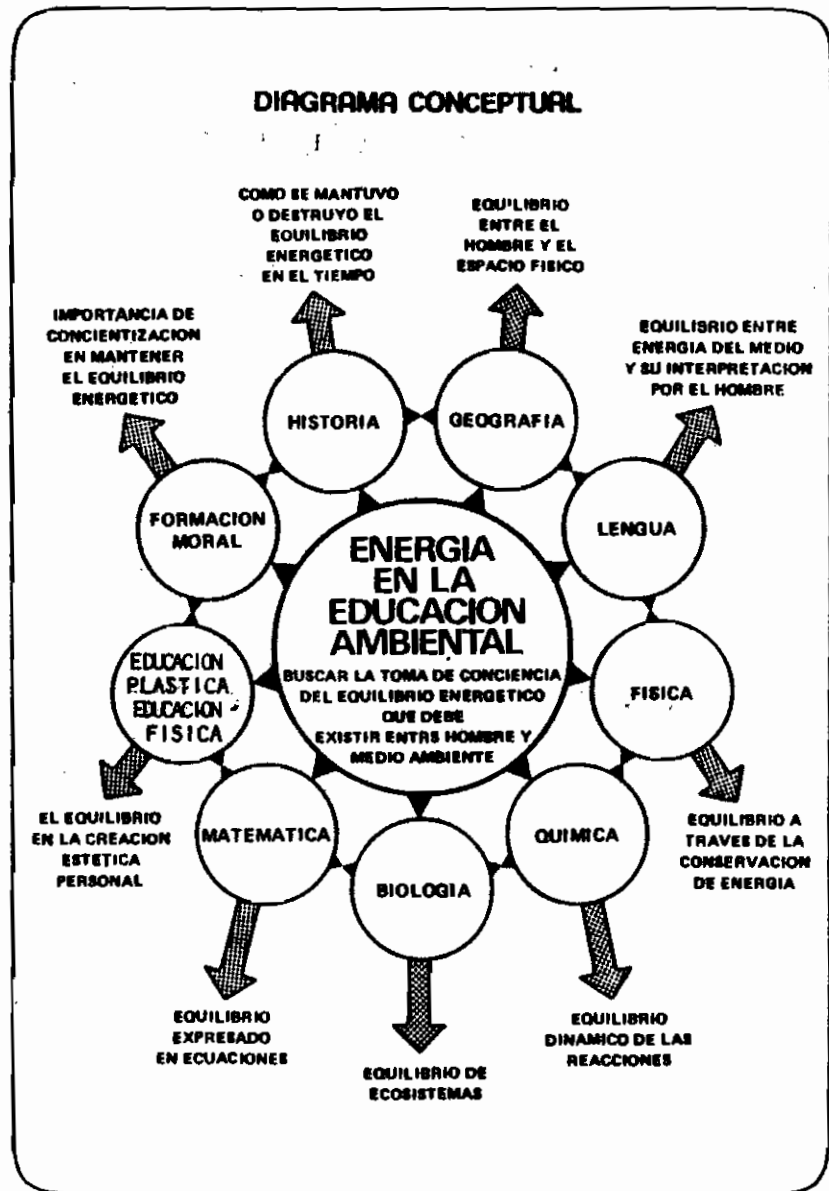 DIAGRAMA CONCEPTUAL
COMO SE MANTUVO
O DESTRUYO EL
EQUILIBRIO
ENERGETICO
EN EL TIEMPO
EQUILIBRIO
ENTRE EL
HOMBRE Y EL
ESPACIO FISICO
IMPORTANCIA DE
CONCIENTIZACION
EN MANTENER
EL EQUILIBRIO
ENERGETICO
EQUILIBRIO ENTRE
ENERGIA DEL MEDIO
Y SU INTERPRETACION
POR EL HOMBRE
HISTORIA
GEOGRAFIA
FORMACION
MORAL
LENGUA
ENERGIA
EN LA
EDUCACION
AMBIENTAL
BUSCAR LA TOMA DE CONCIENCIA
DEL EQUILIBRIO ENERGETICO
QUE DEBE
EXISTIR ENTRS HOMBRE Y
MEDIO AMBIENTE
EDUCACION
PLASTICA
EDUCACION
FISICA
FISICA
EL EQUILIBRIO
EN LA CREACION
ESTETICA
PERSONAL
MATEMATICA
BIOLOGIA
QUIMICA
EQUILIBRIO A
TRAVES DE LA
CONSERVACION
DE ENERGIA
EQUILIBRIO
EXPRESADO
EN ECUACIONES
EQUILIBRIO DE
ECOSISTEMAS
EQUILIBRIO
DINAMICO DE LAS
REACCIONES